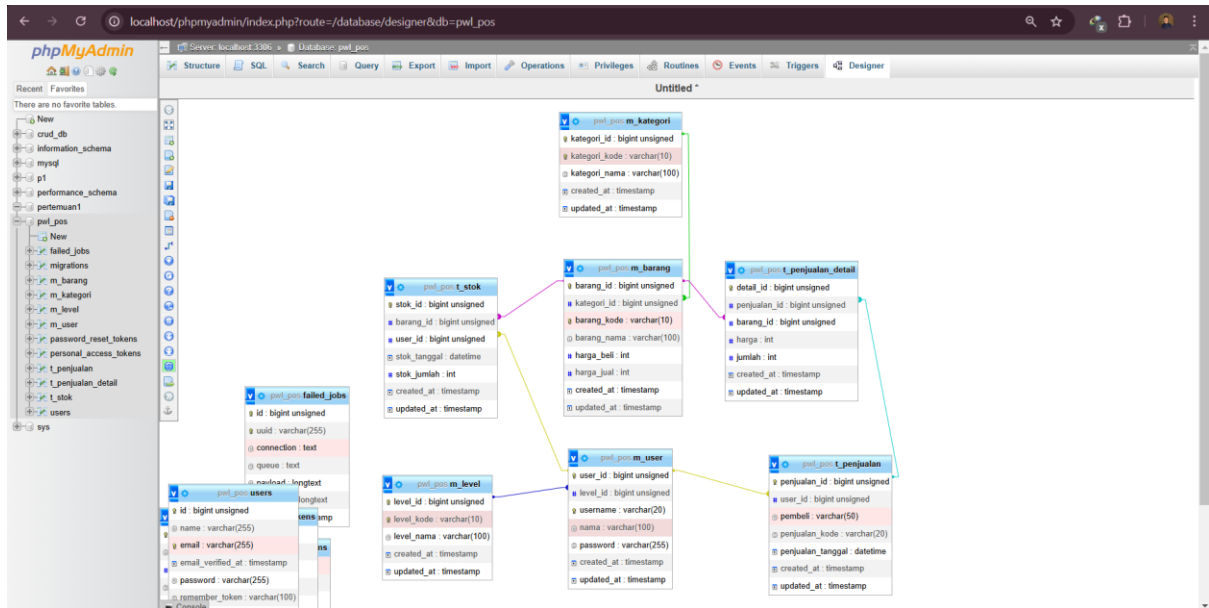 localhost/phpmyadmin/index.php?route=/database/designer&db=pwl_pos
phpMyAdmin
Recent Favorites
There are no favorite tables.
New
crud_db
information_schema
mysql
p1
performance_schema
pertemuan1
pwl_pos
New
failed_jobs
migrations
m_barang
m_kategori
m_level
m_user
password_reset_tokens
personal_access_tokens
t_penjualan
t_penjualan_detail
t_stok
users
sys
Server: localhost:3306 » Database: pwl_pos
Structure SQL Search Query Export Import Operations Privileges Routines Events Triggers Designer
Untitled *
pwl_pos m_kategori
kategori_id : bigint unsigned
kategori_kode : varchar(10)
kategori_nama : varchar(100)
created_at : timestamp
updated_at : timestamp
pwl_pos m_barang
barang_id : bigint unsigned
kategori_id : bigint unsigned
barang_kode : varchar(10)
barang_nama : varchar(100)
harga_beli : int
harga_jual : int
created_at : timestamp
updated_at : timestamp
pwl_pos t_penjualan_detail
detail_id : bigint unsigned
penjualan_id : bigint unsigned
barang_id : bigint unsigned
harga : int
jumlah : int
created_at : timestamp
updated_at : timestamp
pwl_pos t_stok
stok_id : bigint unsigned
barang_id : bigint unsigned
user_id : bigint unsigned
stok_tanggal : datetime
stok_jumlah : int
created_at : timestamp
updated_at : timestamp
pwl_pos failed_jobs
id : bigint unsigned
uuid : varchar(255)
connection : text
queue : text
payload : longtext
longtext
pwl_pos users
id : bigint unsigned
name : varchar(255)
email : varchar(255)
email_verified_at : timestamp
password : varchar(255)
remember_token : varchar(100)
pwl_pos m_level
level_id : bigint unsigned
level_kode : varchar(10)
level_nama : varchar(100)
created_at : timestamp
updated_at : timestamp
pwl_pos m_user
user_id : bigint unsigned
level_id : bigint unsigned
username : varchar(20)
nama : varchar(100)
password : varchar(255)
created_at : timestamp
updated_at : timestamp
pwl_pos t_penjualan
penjualan_id : bigint unsigned
user_id : bigint unsigned
pembeli : varchar(50)
penjualan_kode : varchar(20)
penjualan_tanggal : datetime
created_at : timestamp
updated_at : timestamp
Console